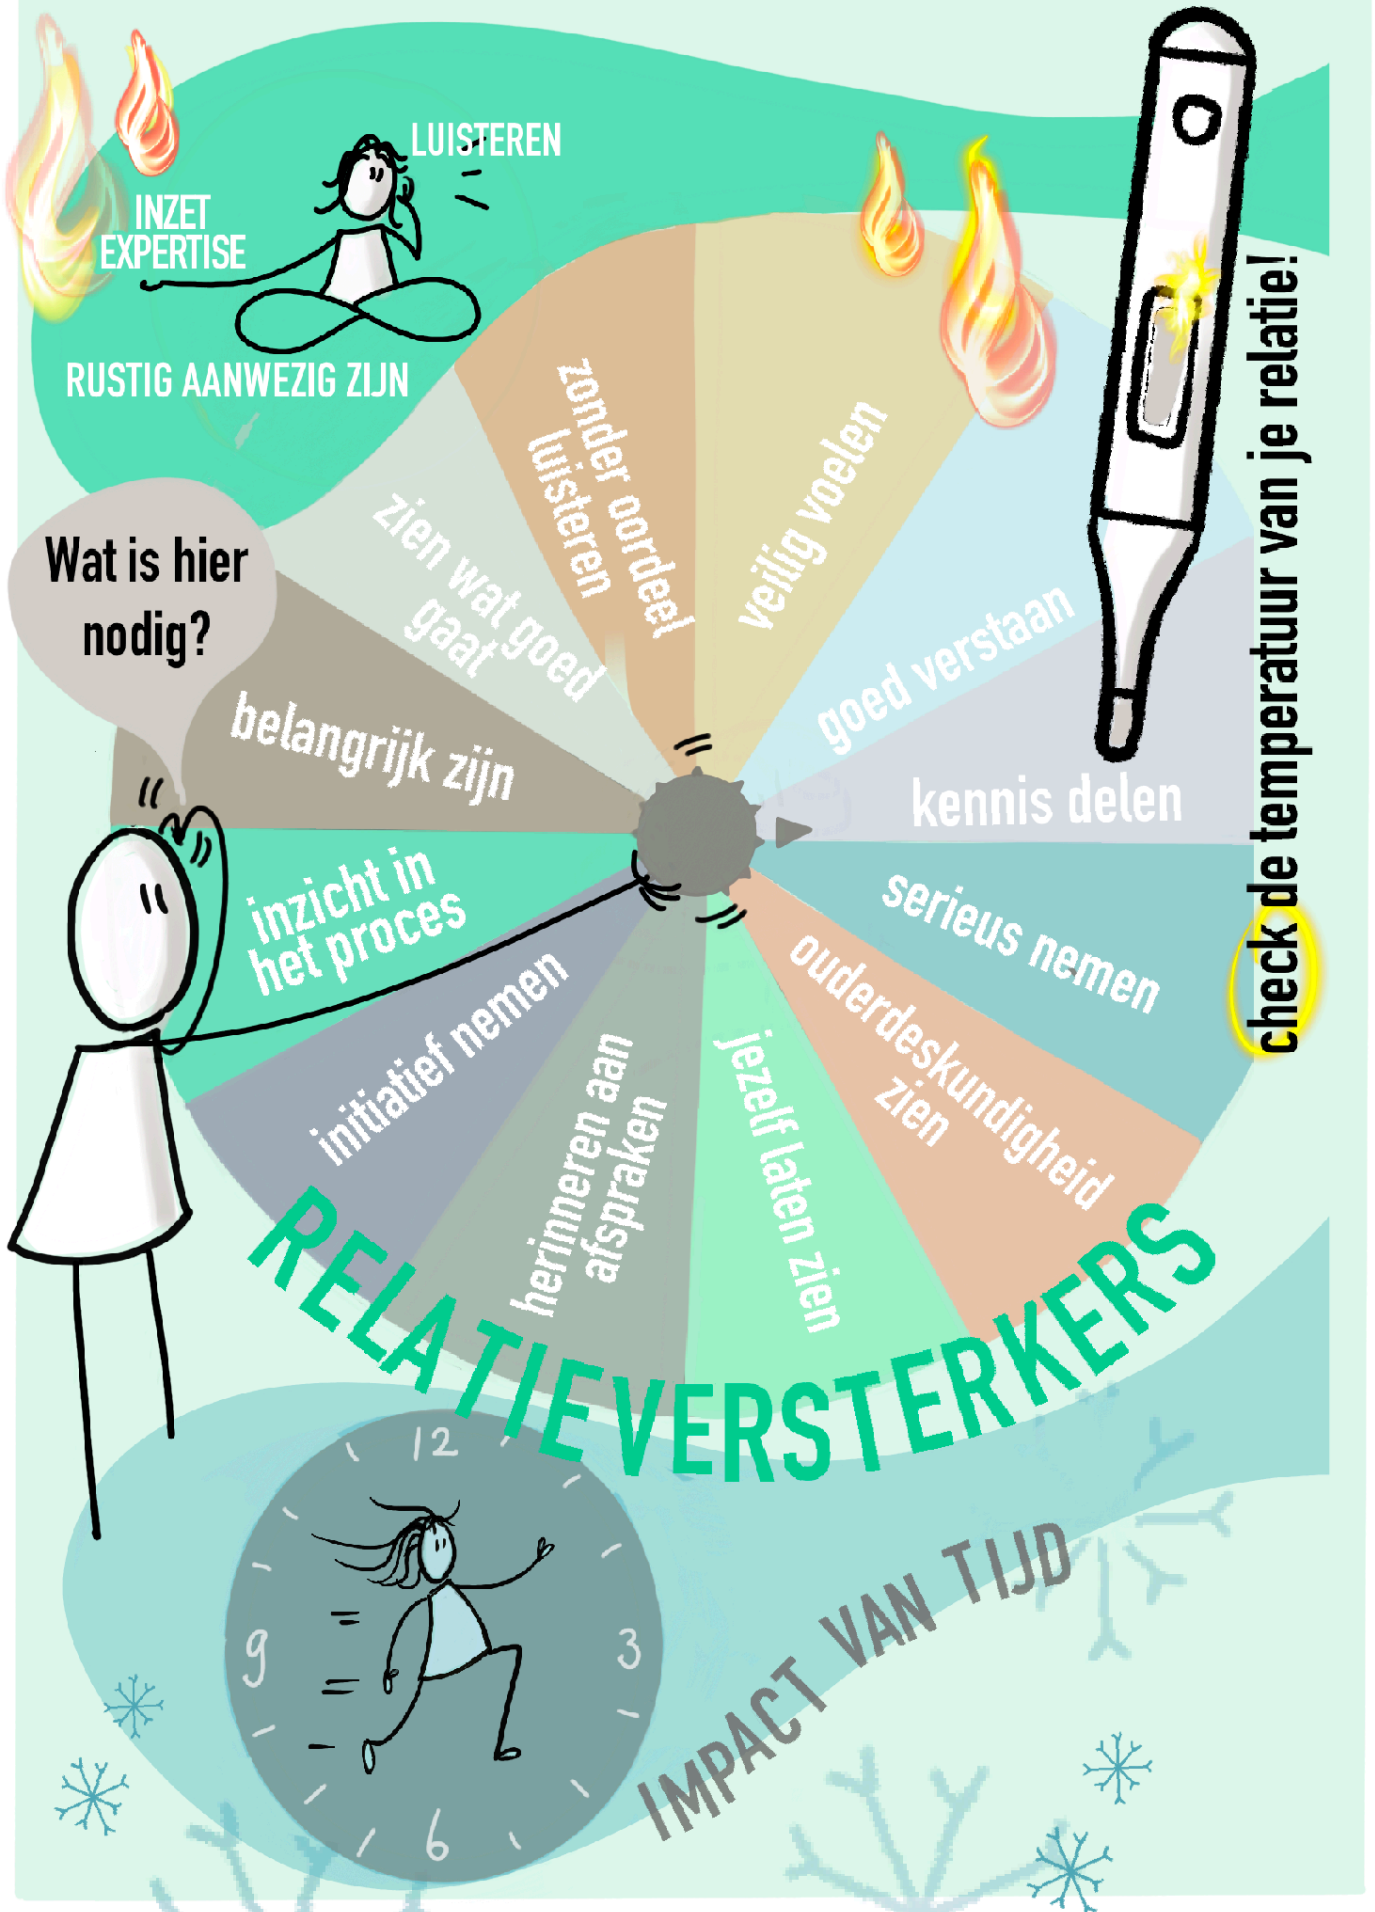 LUISTEREN
INZET
EXPERTISE
RUSTIG AANWEZIG ZIJN
Wat is hier
nodig?
zonder oordeel
luisteren
veilig voelen
goed verstaan
kennis delen
serieus nemen
ouderdeskundigheid
zien
jezelf laten zien
herinneren aan
afspraken
initiatief nemen
inzicht in
het proces
belangrijk zijn
zien wat goed
gaat
check de temperatuur van je relatie!
RELATIEVERSTERKERS
12
3
6
9
IMPACT VAN TIJD